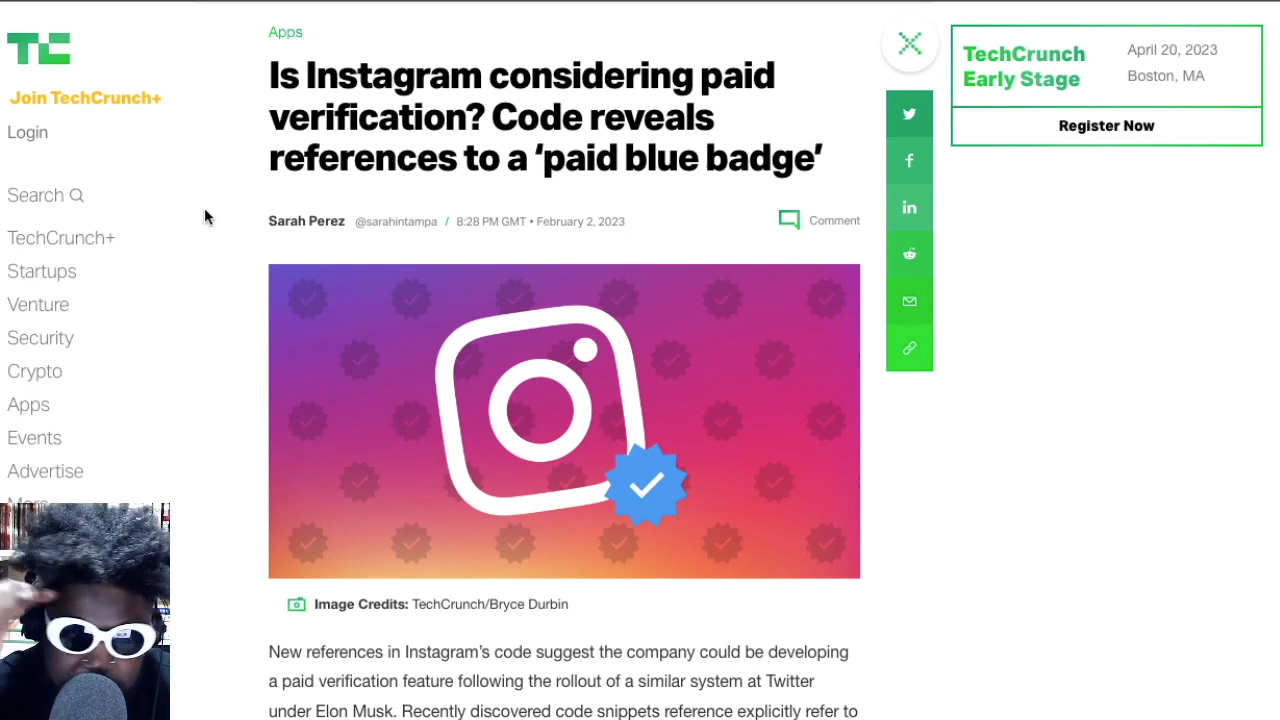 TC
Join TechCrunch+
Login
Search
TechCrunch+
Startups
Venture
Security
Crypto
Apps
Events
Advertise
More
Apps
Is Instagram considering paid
verification? Code reveals
references to a ‘paid blue badge’
Sarah Perez @sarahintampa / 8:28 PM GMT • February 2, 2023
Comment
Image Credits: TechCrunch/Bryce Durbin
New references in Instagram’s code suggest the company could be developing
a paid verification feature following the rollout of a similar system at Twitter
under Elon Musk. Recently discovered code snippets reference explicitly refer to
f
in
TechCrunch
Early Stage
April 20, 2023
Boston, MA
Register Now